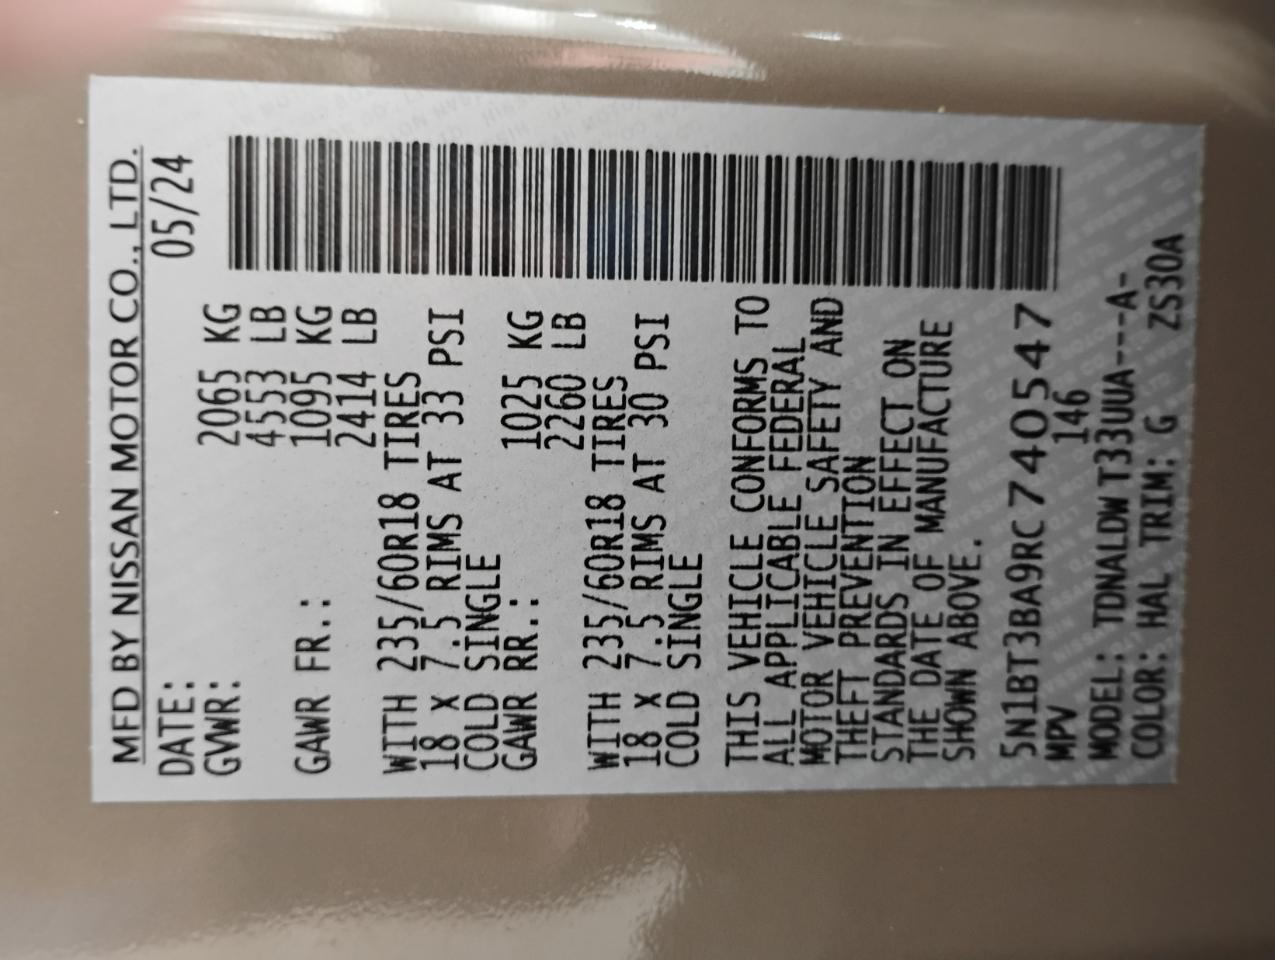 MFD BY NISSAN MOTOR CO., LTD.
DATE: 05/24
GVWR: 2065 KG
4553 LB
GAWR FR.: 1095 KG
2414 LB
WITH 235/60R18 TIRES
18 X 7.5 RIMS AT 33 PSI
COLD SINGLE
GAWR RR.: 1025 KG
2260 LB
WITH 235/60R18 TIRES
18 X 7.5 RIMS AT 30 PSI
COLD SINGLE
THIS VEHICLE CONFORMS TO
ALL APPLICABLE FEDERAL
MOTOR VEHICLE SAFETY AND
THEFT PREVENTION
STANDARDS IN EFFECT ON
THE DATE OF MANUFACTURE
SHOWN ABOVE.
5N1BT3BA9RC740547
MPV 146
MODEL: TDNALDW T33UUA---A-
COLOR: HAL TRIM: G ZS30A